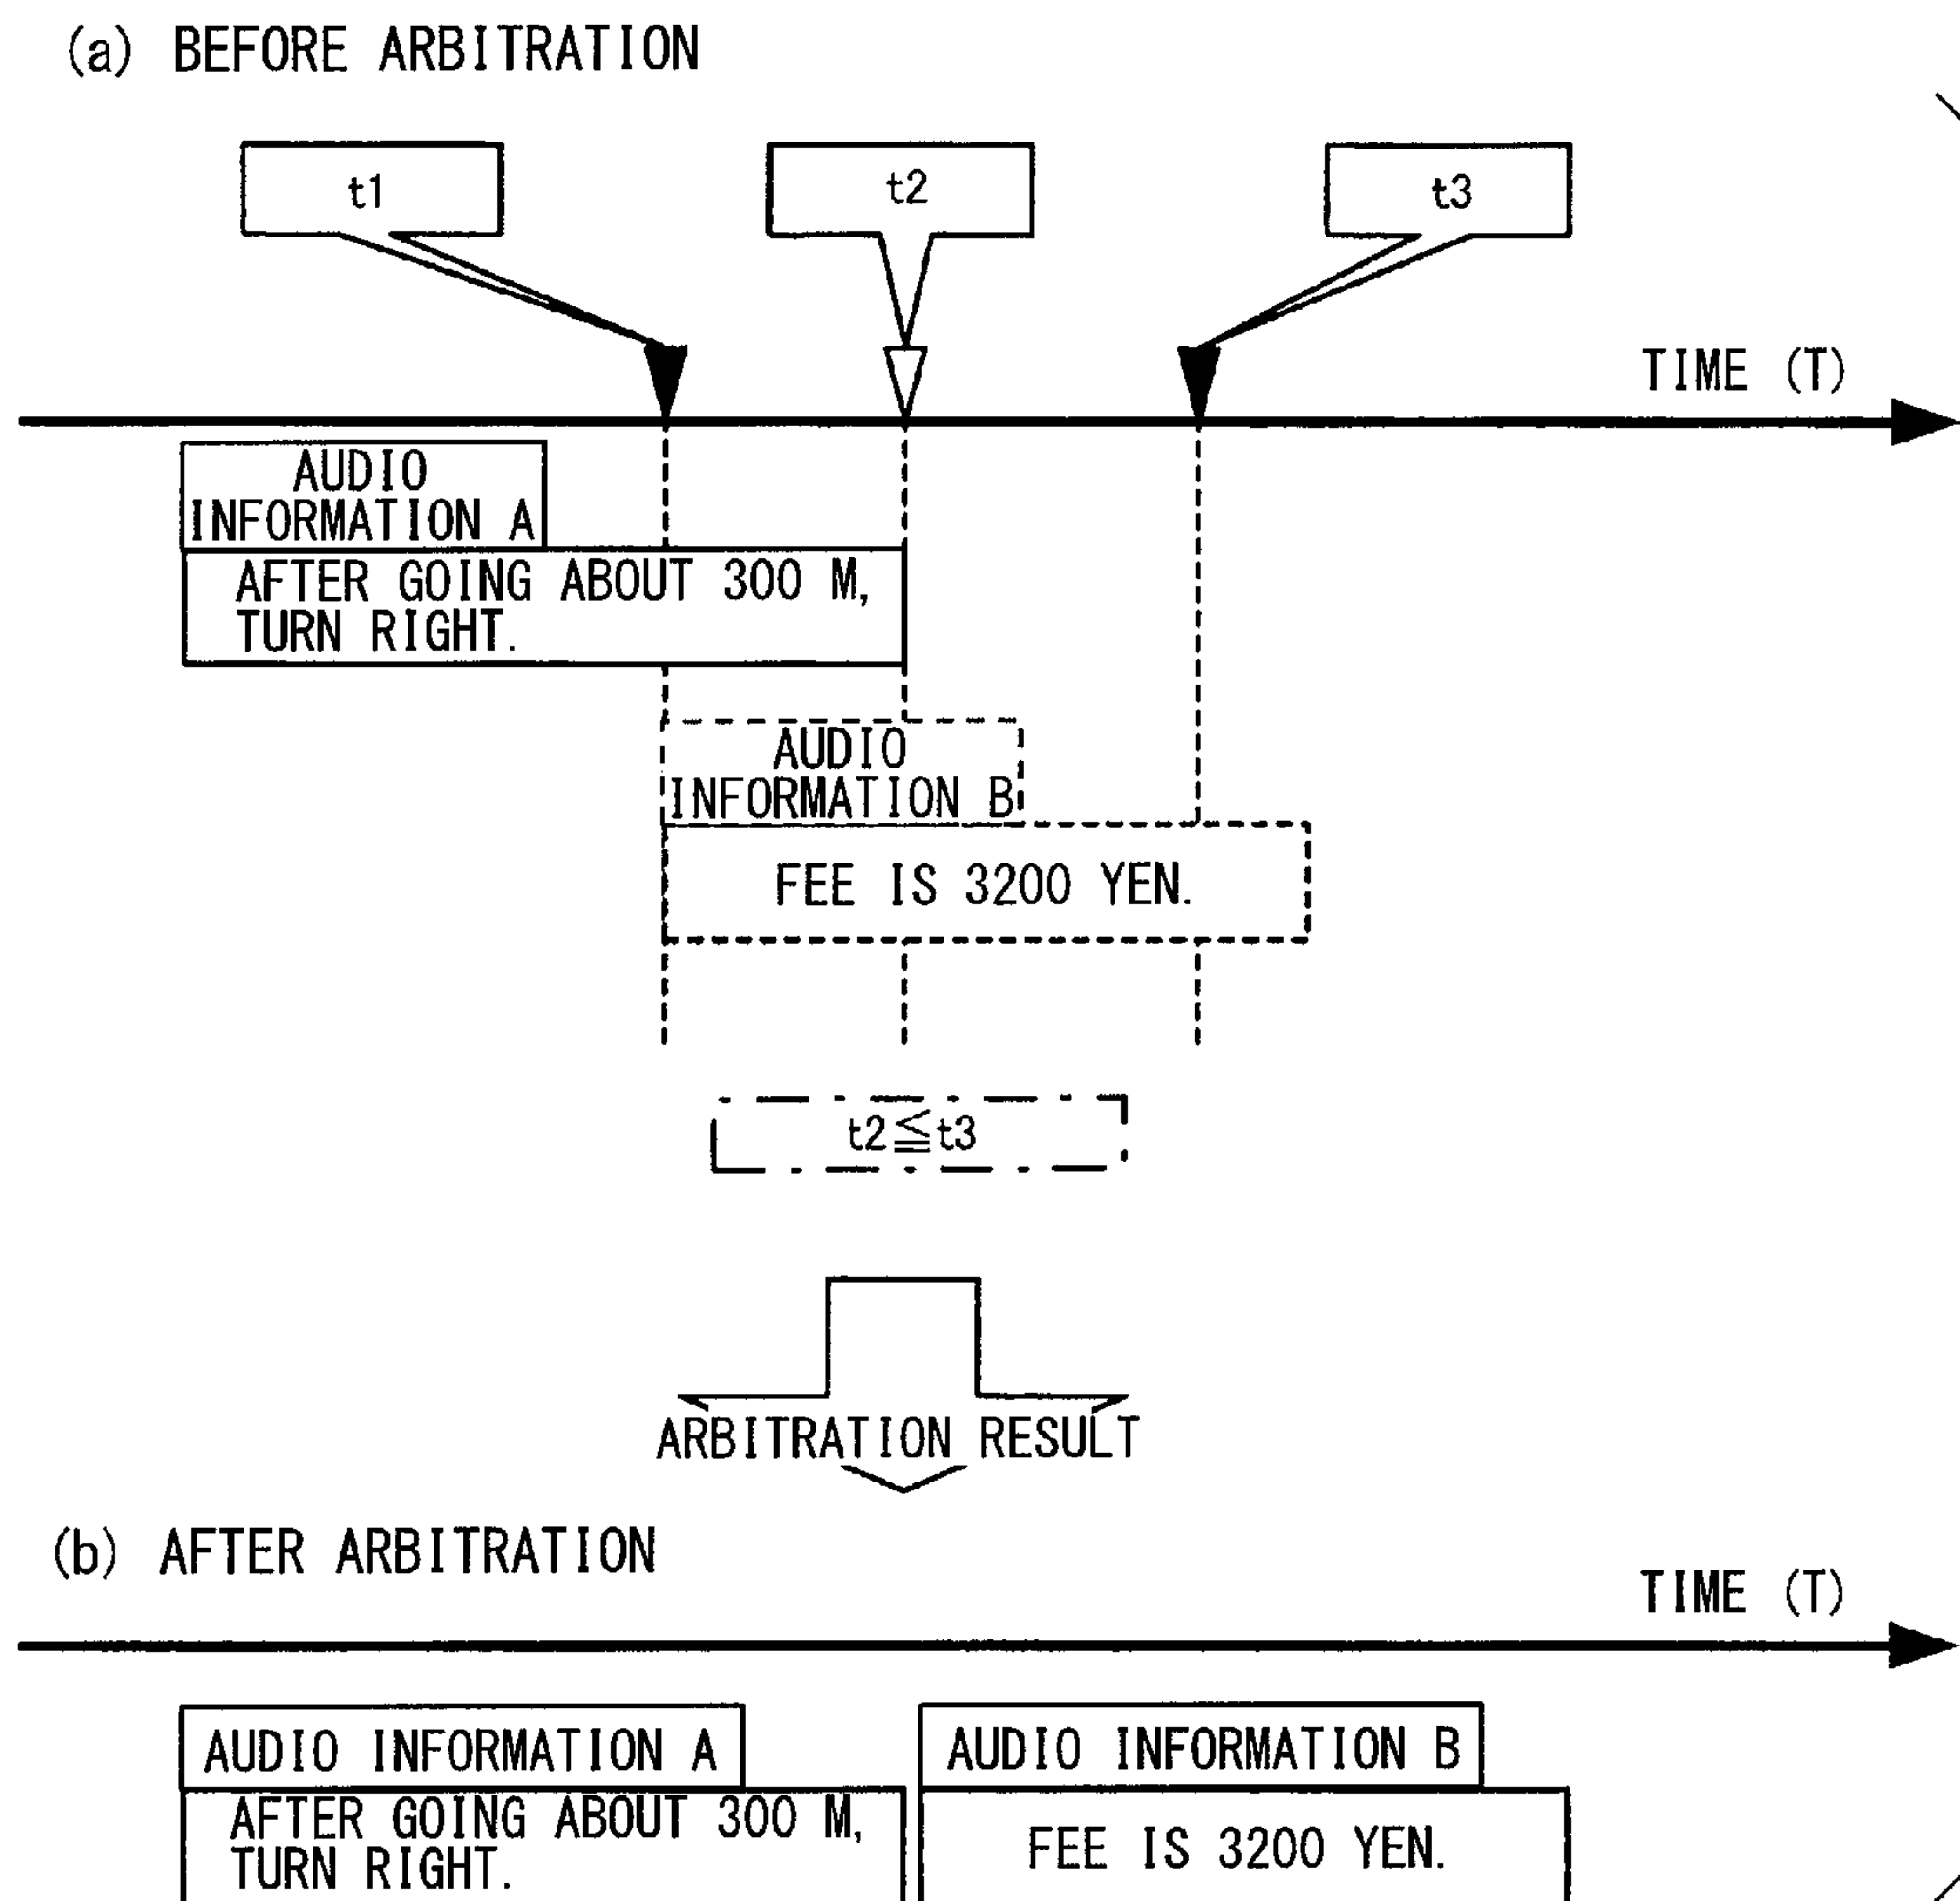 (a) BEFORE ARBITRATION
t1
t2
t3
TIME (T)
AUDIO
INFORMATION A
AFTER GOING ABOUT 300 M,
TURN RIGHT.
AUDIO
INFORMATION B
FEE IS 3200 YEN.
t2≦t3
ARBITRATION RESULT
(b) AFTER ARBITRATION
TIME (T)
AUDIO INFORMATION A
AUDIO INFORMATION B
AFTER GOING ABOUT 300 M,
TURN RIGHT.
FEE IS 3200 YEN.